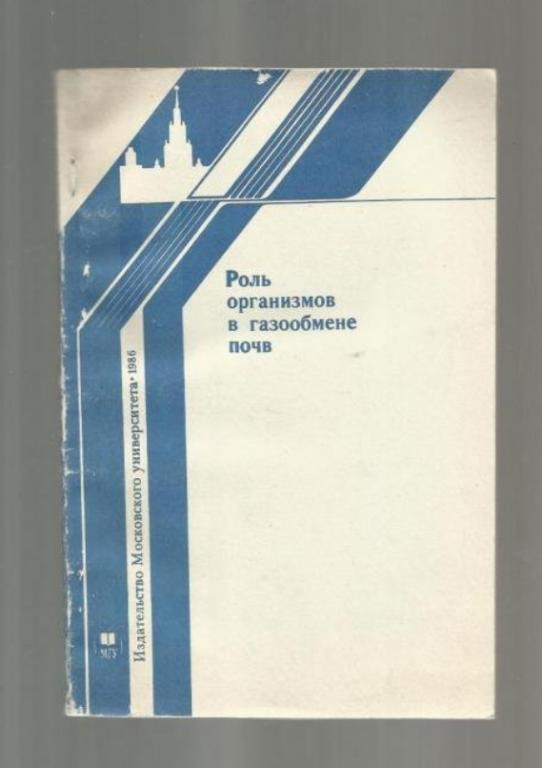 Роль
организмов
в газообмене
почв
Издательство Московского университета • 1986
МГУ